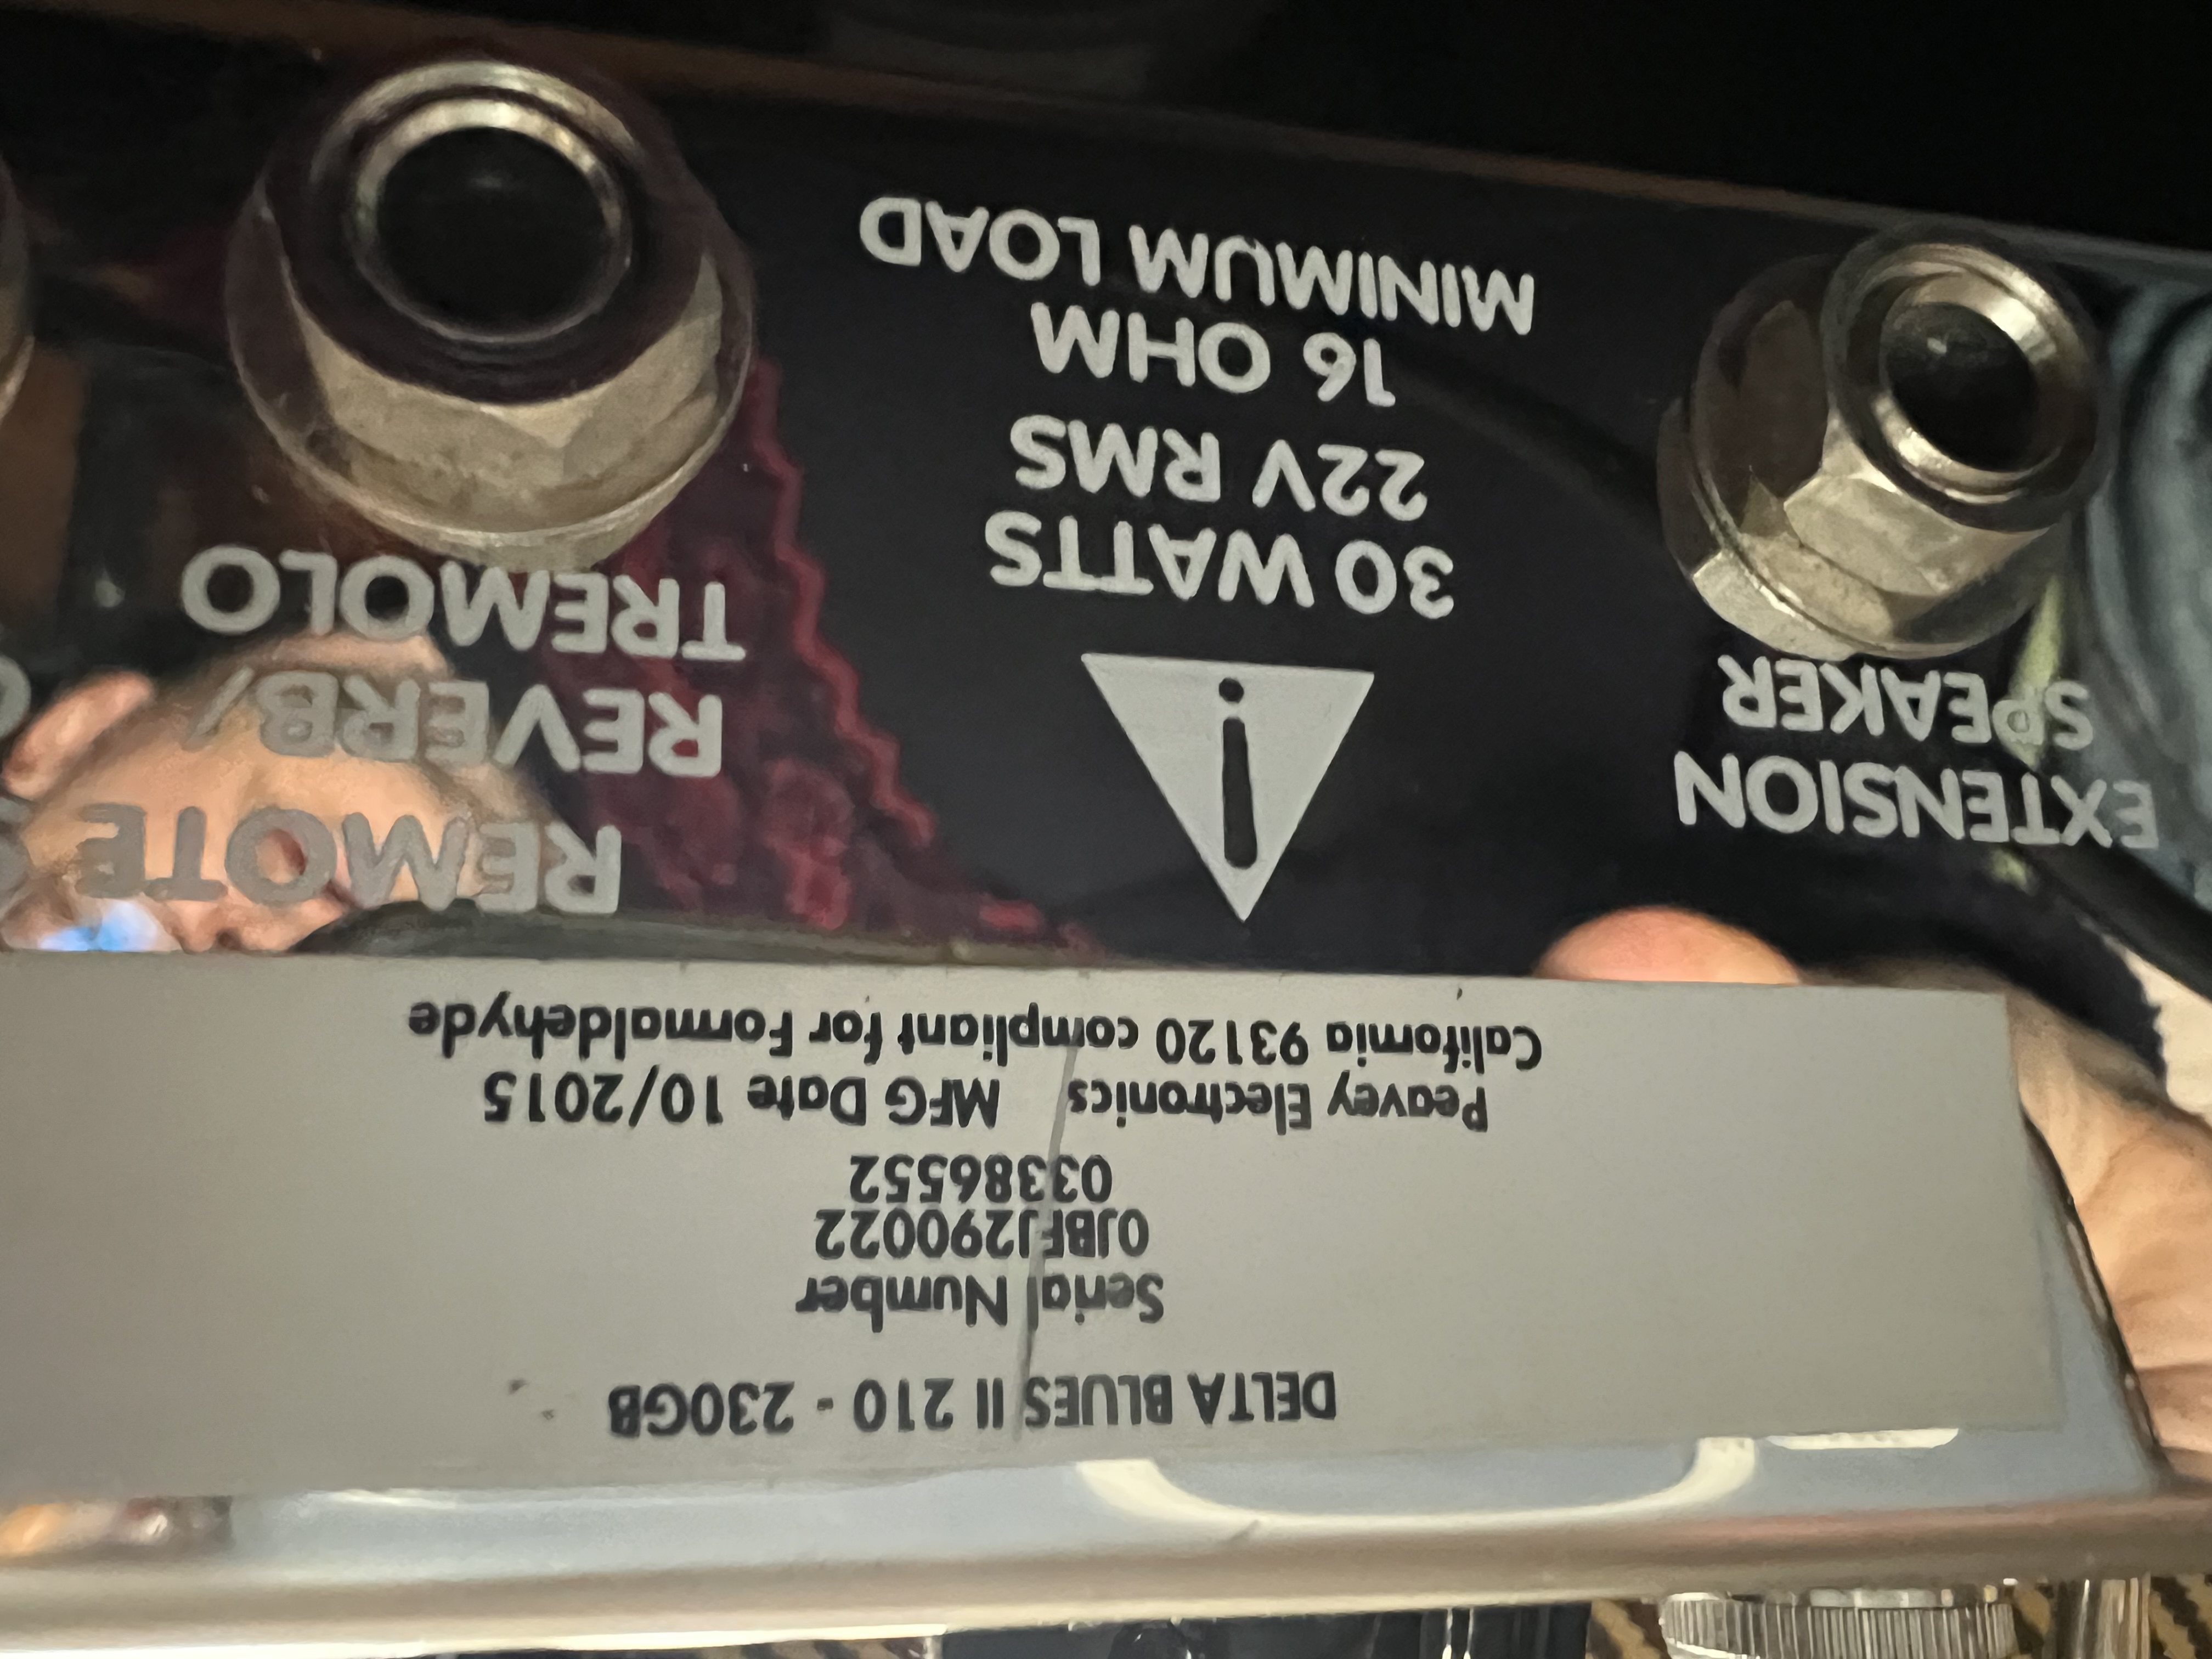 DELTA BLUES II 210 - 230GB
Serial Number
0JBFJ290022
03386552
Peavey Electronics MFG Date 10/2015
California 93120 compliant for Formaldehyde
EXTENSION
SPEAKER
i
30 WATTS
22V RMS
16 OHM
MINIMUM LOAD
REMOTE
REVERB/
TREMOLO